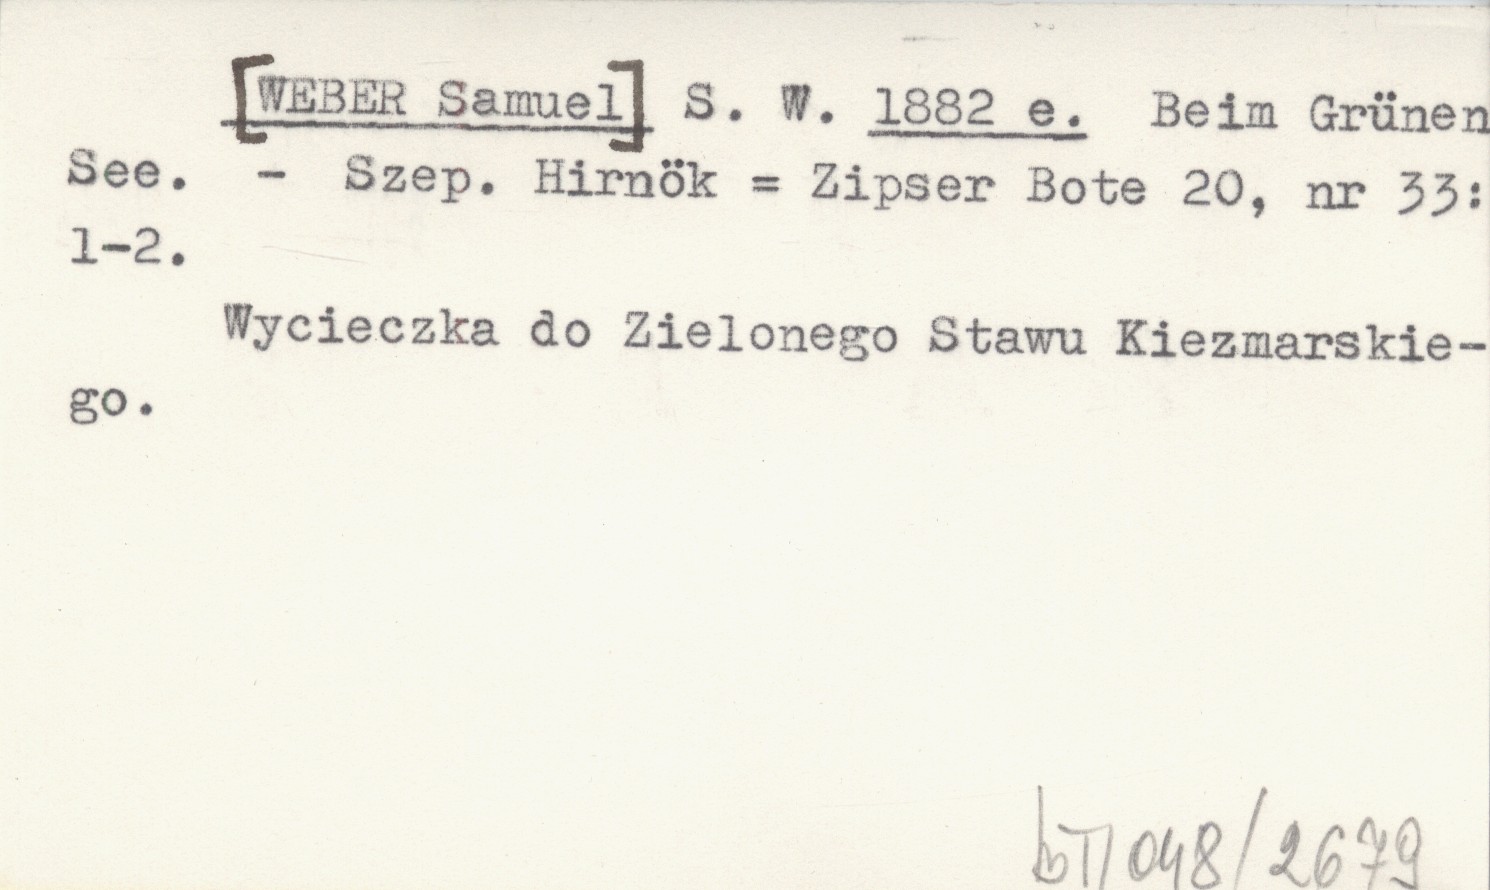 [WEBER Samuel] S. W. 1882 e. Beim Grünen
See. - Szep. Hirnök = Zipser Bote 20, nr 33:
1-2.
Wycieczka do Zielonego Stawu Kiezmarskie-
go.
bT/048/2679